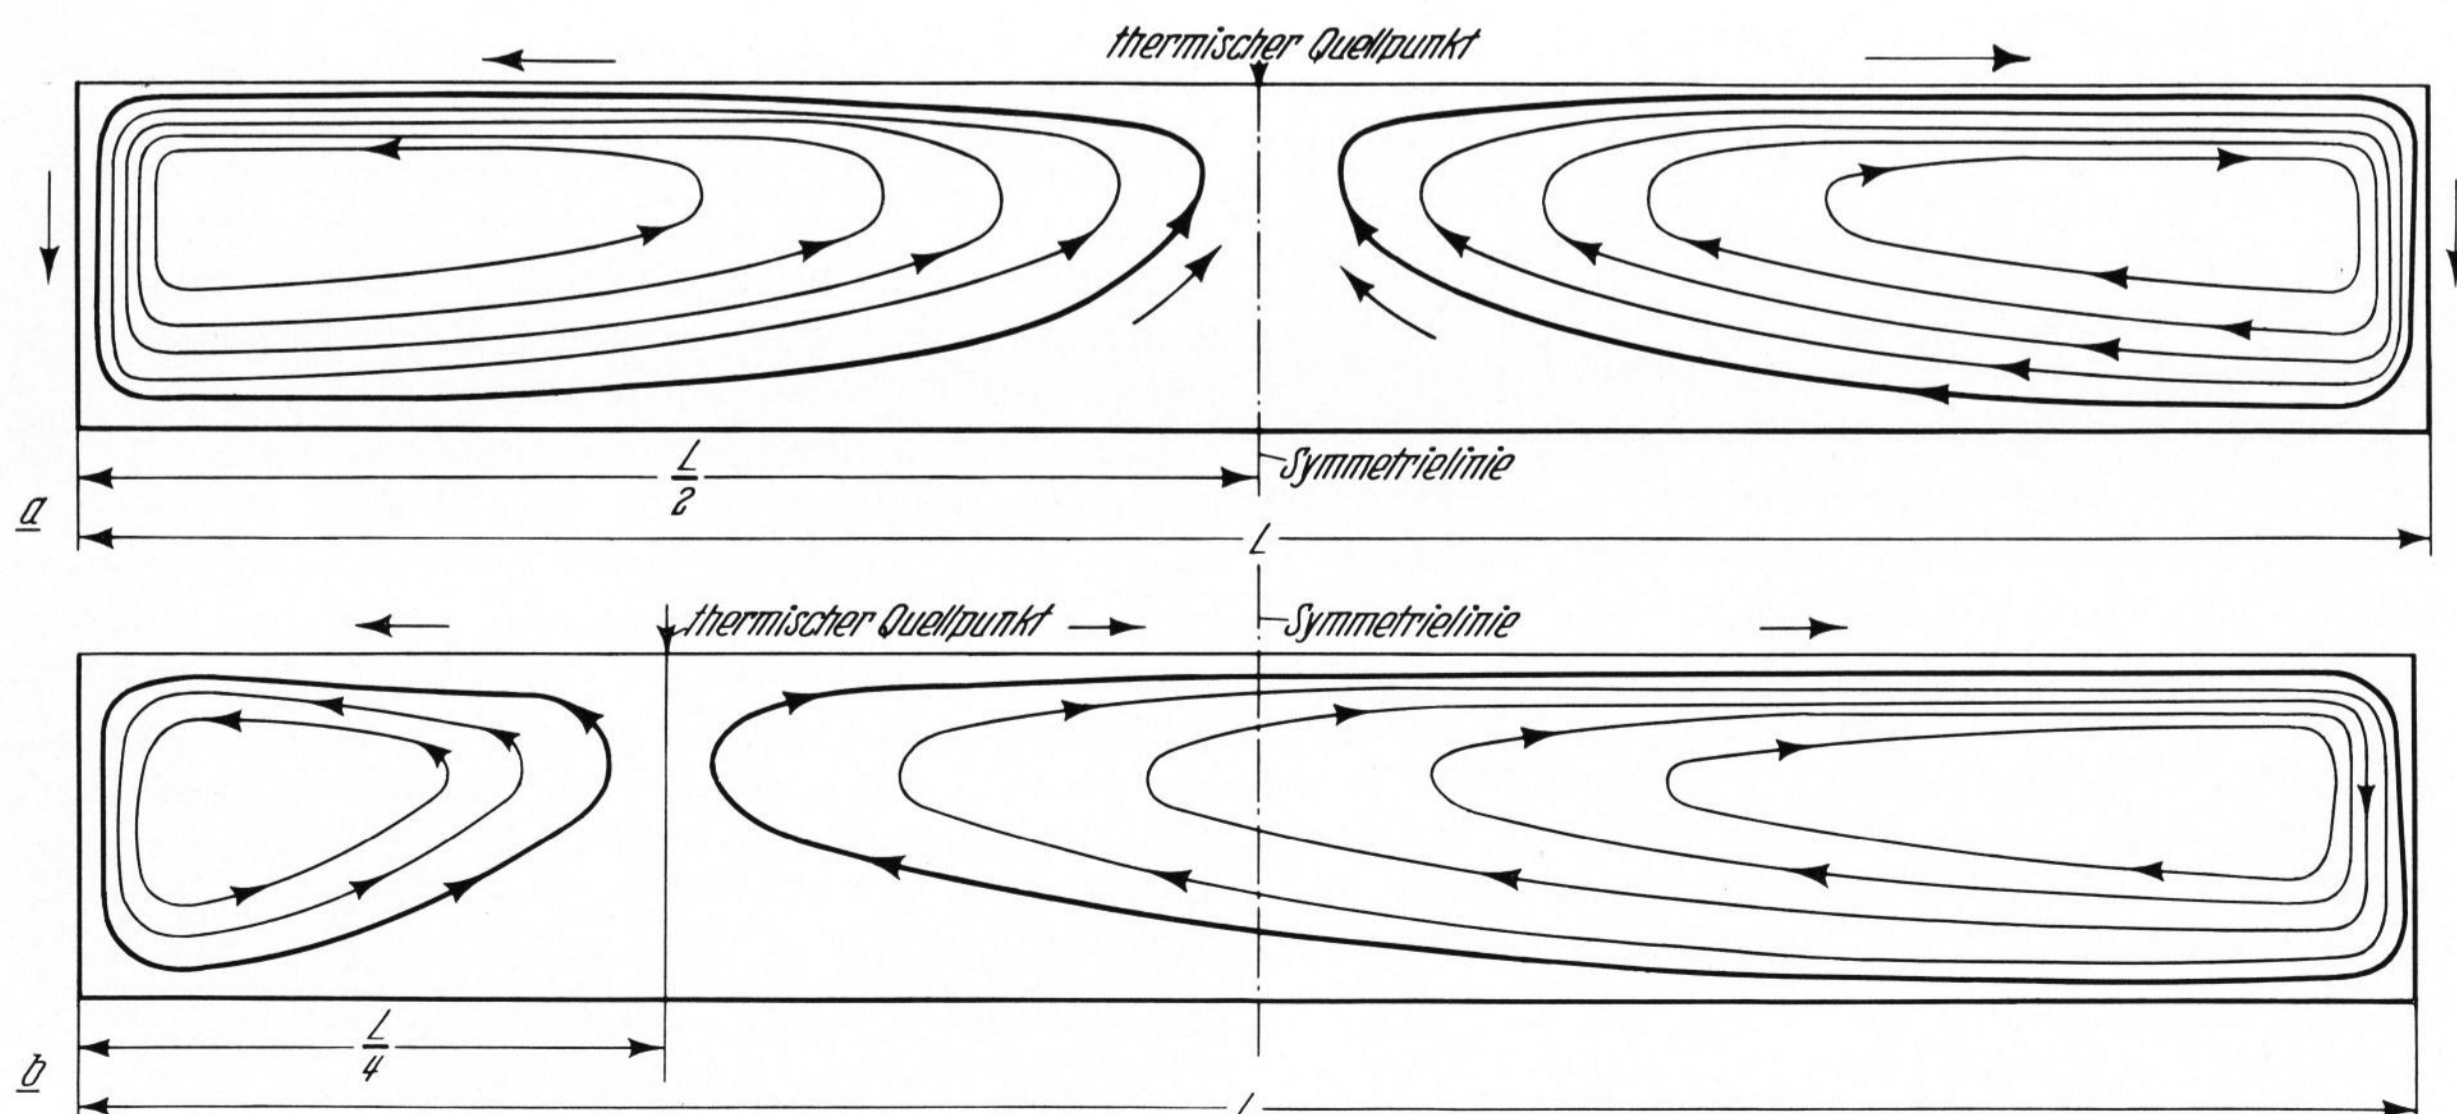 thermischer Quellpunkt
L
2
Symmetrielinie
a
L
thermischer Quellpunkt
Symmetrielinie
L
4
b
L